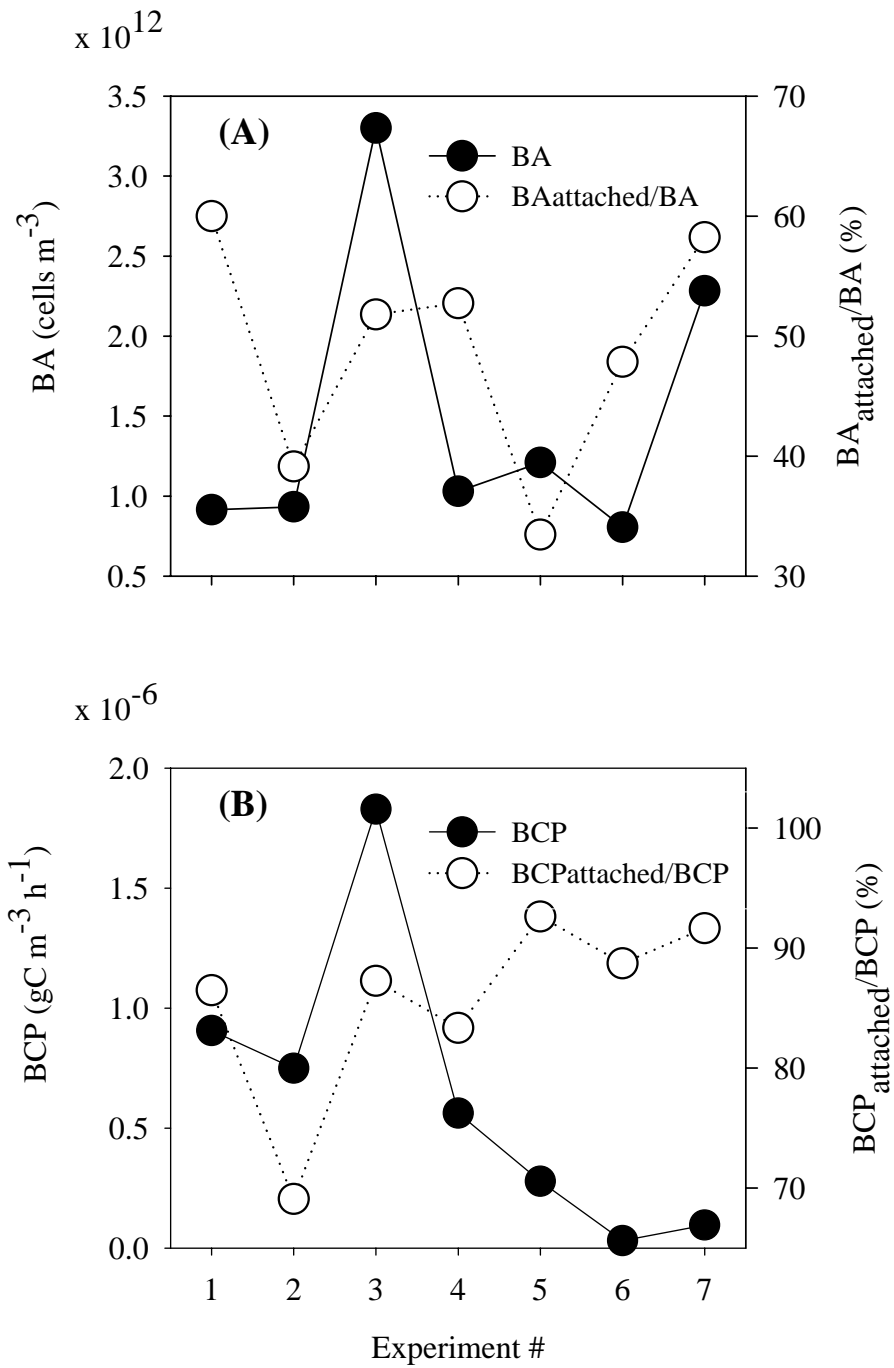 x 10^12
3.5
3.0
2.5
2.0
1.5
1.0
0.5
BA (cells m^-3)
(A)
BA
BAattached/BA
70
60
50
40
30
BA_attached/BA (%)
x 10^-6
2.0
1.5
1.0
0.5
0.0
BCP (gC m^-3 h^-1)
(B)
BCP
BCPattached/BCP
100
90
80
70
BCP_attached/BCP (%)
1 2 3 4 5 6 7
Experiment #